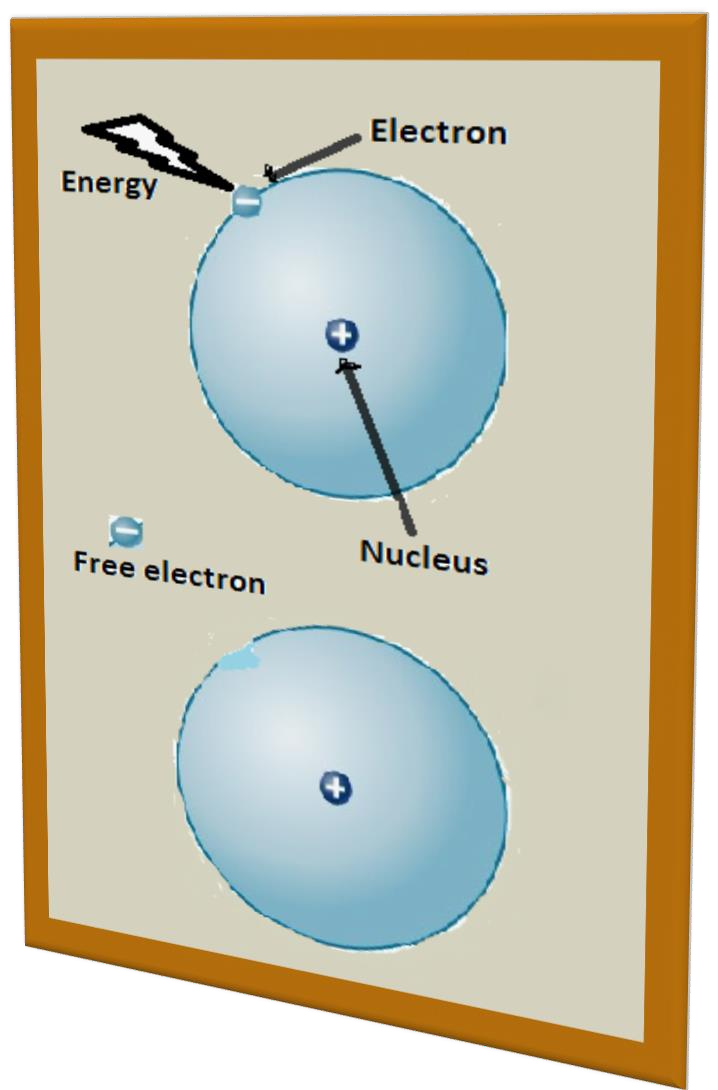 Electron
Energy
−
+
−
Free electron
Nucleus
+